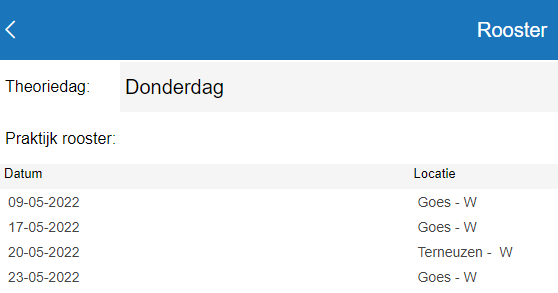 Rooster
Theoriedag: Donderdag
Praktijk rooster:
Datum Locatie
09-05-2022 Goes - W
17-05-2022 Goes - W
20-05-2022 Terneuzen - W
23-05-2022 Goes - W